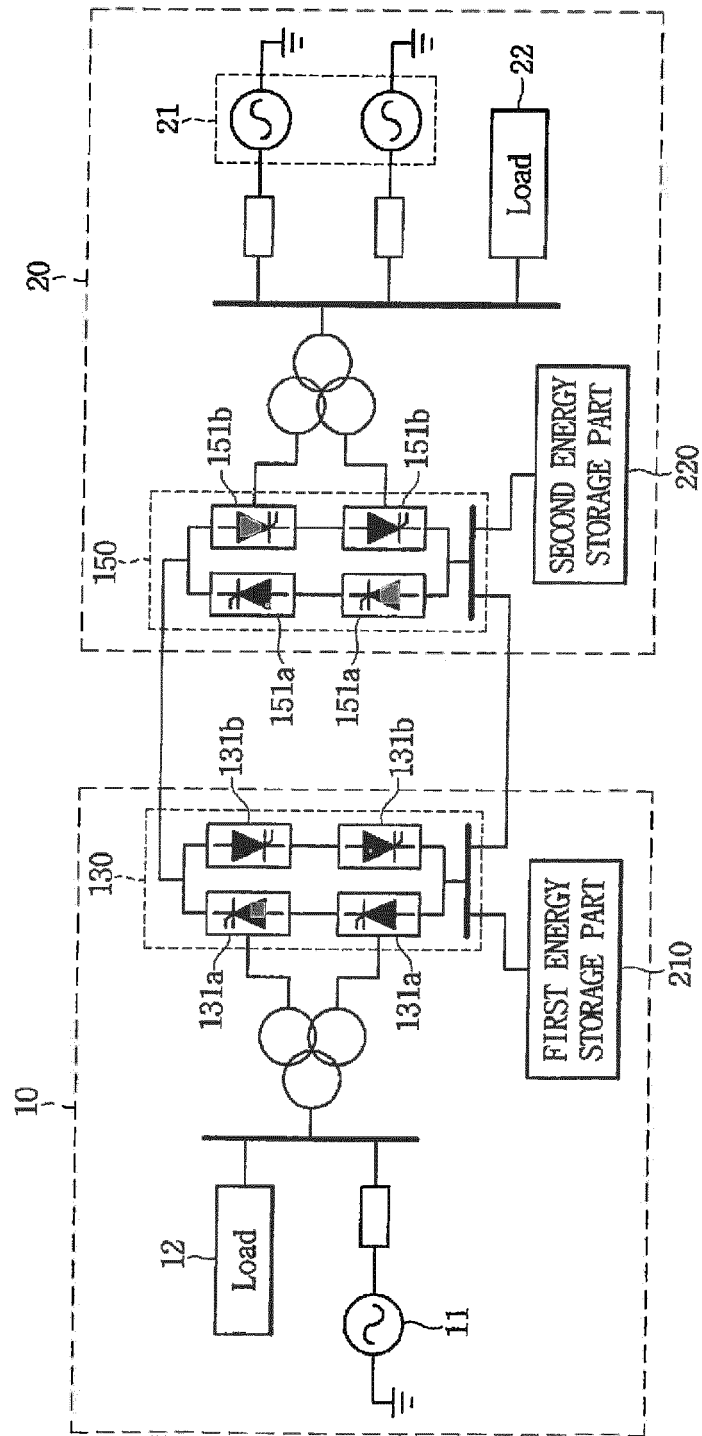 10
20
12
Load
11
130
131a
131a
131b
131b
FIRST ENERGY
STORAGE PART
210
150
151a
151a
151b
151b
SECOND ENERGY
STORAGE PART
220
21
22
Load